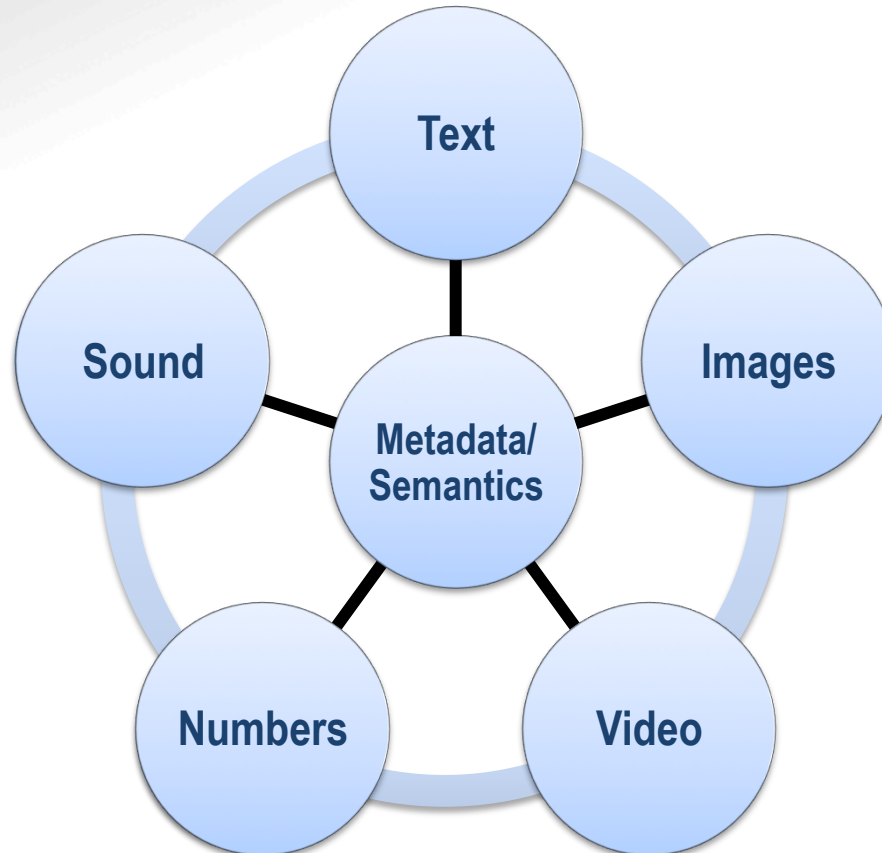 Text
Sound
Images
Metadata/
Semantics
Numbers
Video